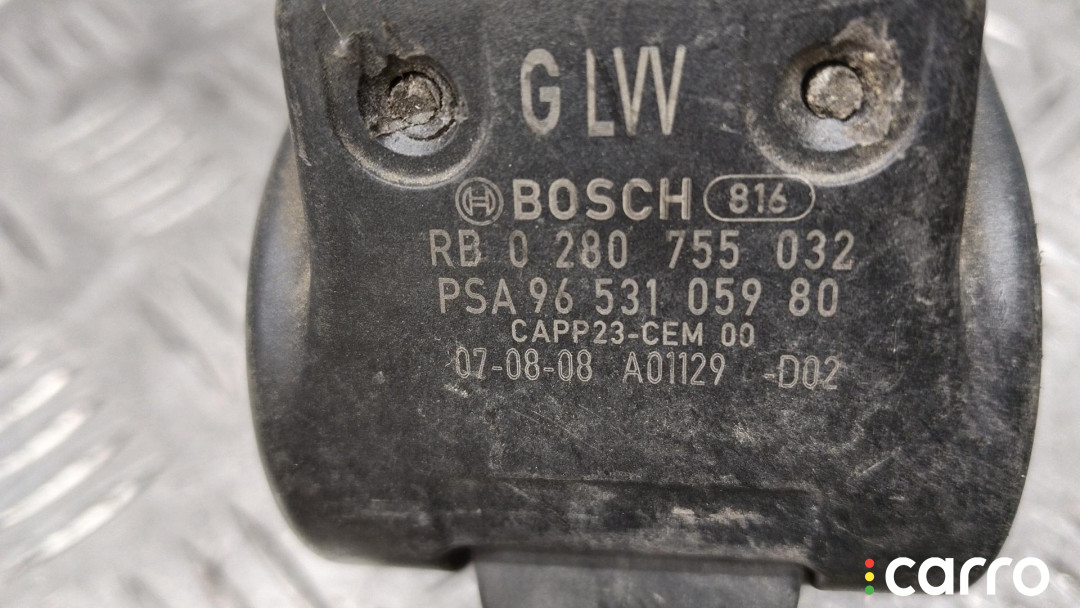 GLW
BOSCH 816
RB 0 280 755 032
PSA 96 531 059 80
CAPP23-CEM 00
07-08-08 A01129 -D02
carro